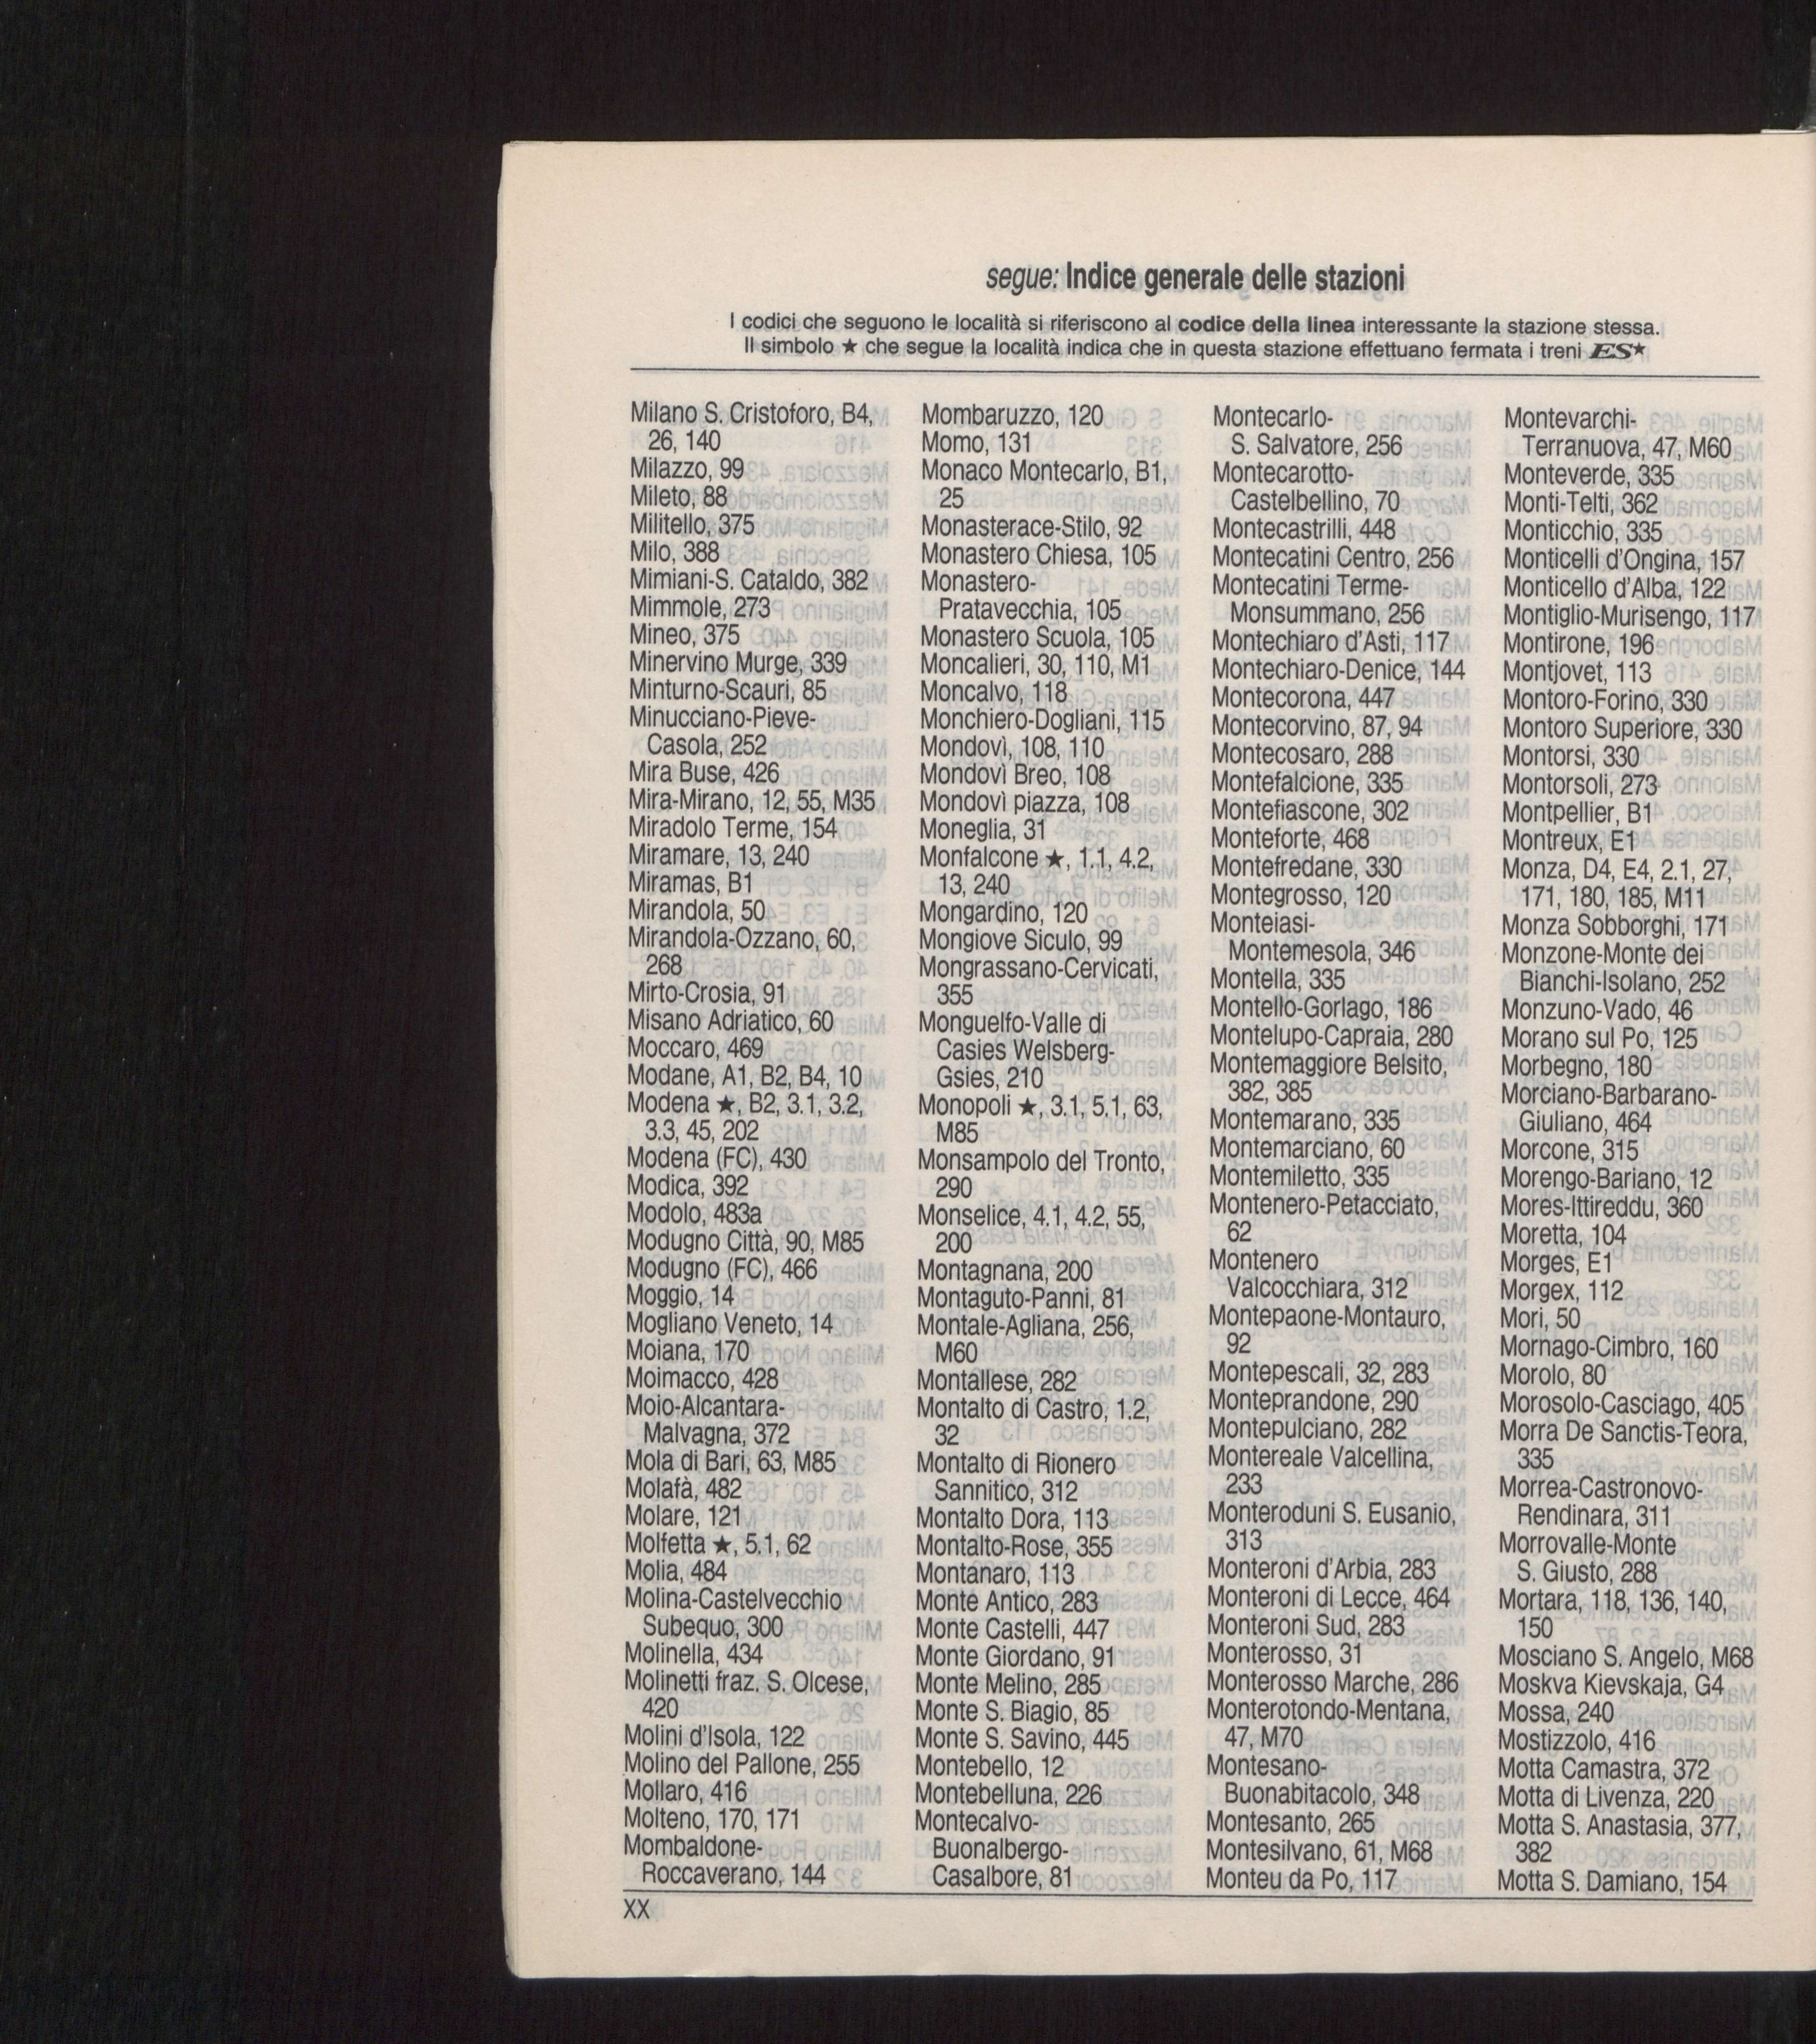 segue: Indice generale delle stazioni
I codici che seguono le località si riferiscono al codice della linea interessante la stazione stessa.
Il simbolo ★ che segue la località indica che in questa stazione effettuano fermata i treni ES★
Milano S. Cristoforo, B4,
26, 140
Milazzo, 99
Mileto, 88
Militello, 375
Milo, 388
Mimiani-S. Cataldo, 382
Mimmole, 273
Mineo, 375
Minervino Murge, 339
Minturno-Scauri, 85
Minucciano-Pieve-
Casola, 252
Mira Buse, 426
Mira-Mirano, 12, 55, M35
Miradolo Terme, 154
Miramare, 13, 240
Miramas, B1
Mirandola, 50
Mirandola-Ozzano, 60,
268
Mirto-Crosia, 91
Misano Adriatico, 60
Moccaro, 469
Modane, A1, B2, B4, 10
Modena ★, B2, 3.1, 3.2,
3.3, 45, 202
Modena (FC), 430
Modica, 392
Modolo, 483a
Modugno Città, 90, M85
Modugno (FC), 466
Moggio, 14
Mogliano Veneto, 14
Moiana, 170
Moimacco, 428
Moio-Alcantara-
Malvagna, 372
Mola di Bari, 63, M85
Molafà, 482
Molare, 121
Molfetta ★, 5.1, 62
Molia, 484
Molina-Castelvecchio
Subequo, 300
Molinella, 434
Molinetti fraz. S. Olcese,
420
Molini d'Isola, 122
Molino del Pallone, 255
Mollaro, 416
Molteno, 170, 171
Mombaldone-
Roccaverano, 144
Mombaruzzo, 120
Momo, 131
Monaco Montecarlo, B1,
25
Monasterace-Stilo, 92
Monastero Chiesa, 105
Monastero-
Pratavecchia, 105
Monastero Scuola, 105
Moncalieri, 30, 110, M1
Moncalvo, 118
Monchiero-Dogliani, 115
Mondovì, 108, 110
Mondovì Breo, 108
Mondovì piazza, 108
Moneglia, 31
Monfalcone ★, 1.1, 4.2,
13, 240
Mongardino, 120
Mongiove Siculo, 99
Mongrassano-Cervicati,
355
Monguelfo-Valle di
Casies Welsberg-
Gsies, 210
Monopoli ★, 3.1, 5.1, 63,
M85
Monsampolo del Tronto,
290
Monselice, 4.1, 4.2, 55,
200
Montagnana, 200
Montaguto-Panni, 81
Montale-Agliana, 256,
M60
Montallese, 282
Montalto di Castro, 1.2,
32
Montalto di Rionero
Sannitico, 312
Montalto Dora, 113
Montalto-Rose, 355
Montanaro, 113
Monte Antico, 283
Monte Castelli, 447
Monte Giordano, 91
Monte Melino, 285
Monte S. Biagio, 85
Monte S. Savino, 445
Montebello, 12
Montebelluna, 226
Montecalvo-
Buonalbergo-
Casalbore, 81
Montecarlo-
S. Salvatore, 256
Montecarotto-
Castelbellino, 70
Montecastrilli, 448
Montecatini Centro, 256
Montecatini Terme-
Monsummano, 256
Montechiaro d'Asti, 117
Montechiaro-Denice, 144
Montecorona, 447
Montecorvino, 87, 94
Montecosaro, 288
Montefalcione, 335
Montefiascone, 302
Monteforte, 468
Montefredane, 330
Montegrosso, 120
Monteiasi-
Montemesola, 346
Montella, 335
Montello-Gorlago, 186
Montelupo-Capraia, 280
Montemaggiore Belsito,
382, 385
Montemarano, 335
Montemarciano, 60
Montemiletto, 335
Montenero-Petacciato,
62
Montenero
Valcocchiara, 312
Montepaone-Montauro,
92
Montepescali, 32, 283
Monteprandone, 290
Montepulciano, 282
Montereale Valcellina,
233
Monteroduni S. Eusanio,
313
Monteroni d'Arbia, 283
Monteroni di Lecce, 464
Monteroni Sud, 283
Monterosso, 31
Monterosso Marche, 286
Monterotondo-Mentana,
47, M70
Montesano-
Buonabitacolo, 348
Montesanto, 265
Montesilvano, 61, M68
Monteu da Po, 117
Montevarchi-
Terranuova, 47, M60
Monteverde, 335
Monti-Telti, 362
Monticchio, 335
Monticelli d'Ongina, 157
Monticello d'Alba, 122
Montiglio-Murisengo, 117
Montirone, 196
Montjovet, 113
Montoro-Forino, 330
Montoro Superiore, 330
Montorsi, 330
Montorsoli, 273
Montpellier, B1
Montreux, E1
Monza, D4, E4, 2.1, 27,
171, 180, 185, M11
Monza Sobborghi, 171
Monzone-Monte dei
Bianchi-Isolano, 252
Monzuno-Vado, 46
Morano sul Po, 125
Morbegno, 180
Morciano-Barbarano-
Giuliano, 464
Morcone, 315
Morengo-Bariano, 12
Mores-Ittireddu, 360
Moretta, 104
Morges, E1
Morgex, 112
Mori, 50
Mornago-Cimbro, 160
Morolo, 80
Morosolo-Casciago, 405
Morra De Sanctis-Teora,
335
Morrea-Castronovo-
Rendinara, 311
Morrovalle-Monte
S. Giusto, 288
Mortara, 118, 136, 140,
150
Mosciano S. Angelo, M68
Moskva Kievskaja, G4
Mossa, 240
Mostizzolo, 416
Motta Camastra, 372
Motta di Livenza, 220
Motta S. Anastasia, 377,
382
Motta S. Damiano, 154
XX